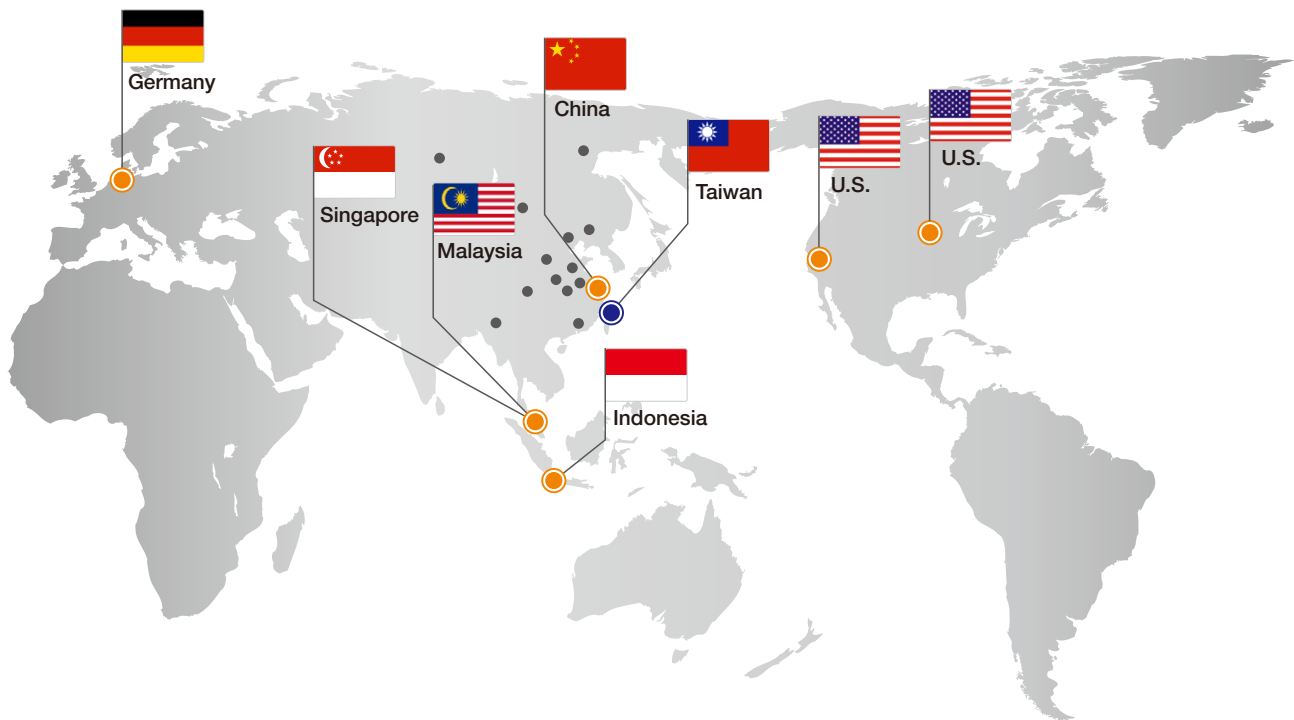 Germany
China
U.S.
U.S.
Taiwan
Singapore
Malaysia
Indonesia